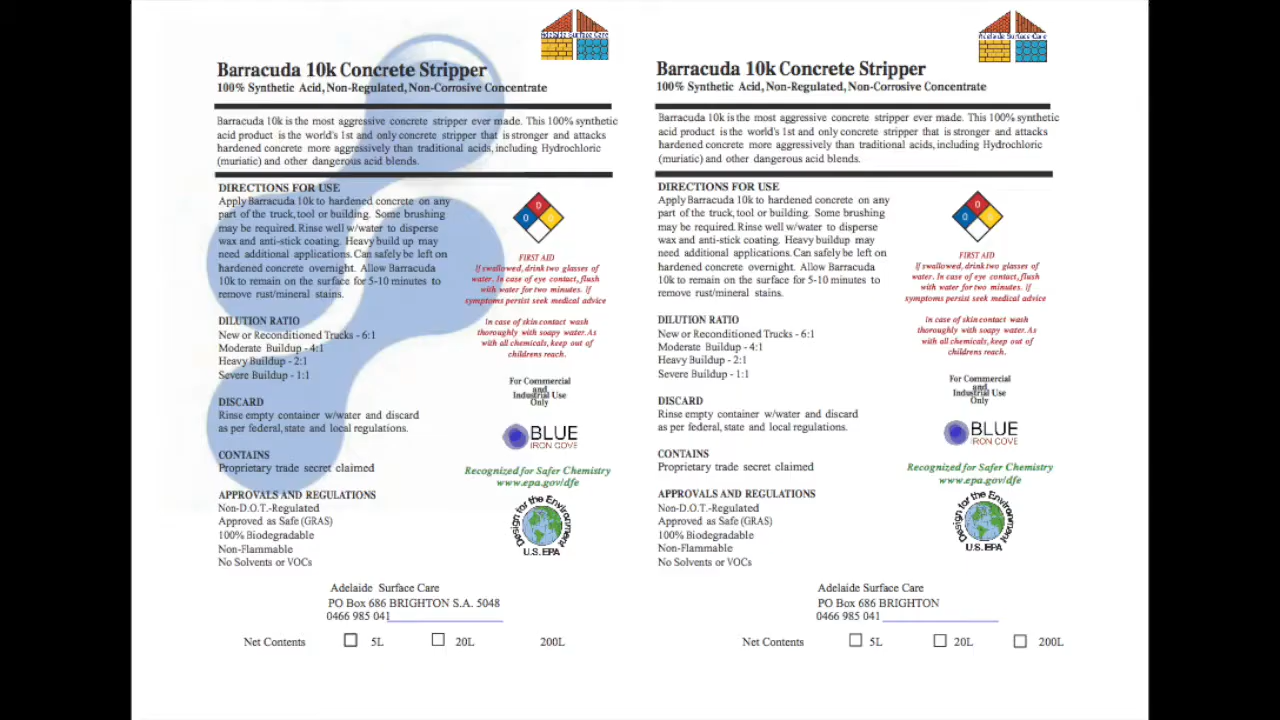 Adelaide Surface Care
Barracuda 10k Concrete Stripper
100% Synthetic Acid, Non-Regulated, Non-Corrosive Concentrate
Barracuda 10k is the most aggressive concrete stripper ever made. This 100% synthetic
acid product is the world's 1st and only concrete stripper that is stronger and attacks
hardened concrete more aggressively than traditional acids, including Hydrochloric
(muriatic) and other dangerous acid blends.
DIRECTIONS FOR USE
Apply Barracuda 10k to hardened concrete on any
part of the truck, tool or building. Some brushing
may be required. Rinse well w/water to disperse
wax and anti-stick coating. Heavy build up may
need additional applications. Can safely be left on
hardened concrete overnight. Allow Barracuda
10k to remain on the surface for 5-10 minutes to
remove rust/mineral stains.
DILUTION RATIO
New or Reconditioned Trucks - 6:1
Moderate Buildup - 4:1
Heavy Buildup - 2:1
Severe Buildup - 1:1
DISCARD
Rinse empty container w/water and discard
as per federal, state and local regulations.
CONTAINS
Proprietary trade secret claimed
APPROVALS AND REGULATIONS
Non-D.O.T.-Regulated
Approved as Safe (GRAS)
100% Biodegradable
Non-Flammable
No Solvents or VOCs
0
0 0
FIRST AID
If swallowed, drink two glasses of
water. In case of eye contact, flush
with water for two minutes. If
symptoms persist seek medical advice
In case of skin contact wash
thoroughly with soapy water. As
with all chemicals, keep out of
childrens reach.
For Commercial
and
Industrial Use
Only
BLUE
IRON COVE
Recognized for Safer Chemistry
www.epa.gov/dfe
Design for the Environment
U.S. EPA
Adelaide Surface Care
PO Box 686 BRIGHTON S.A. 5048
0466 985 041
Net Contents 5L 20L 200L
Adelaide Surface Care
Barracuda 10k Concrete Stripper
100% Synthetic Acid, Non-Regulated, Non-Corrosive Concentrate
Barracuda 10k is the most aggressive concrete stripper ever made. This 100% synthetic
acid product is the world's 1st and only concrete stripper that is stronger and attacks
hardened concrete more aggressively than traditional acids, including Hydrochloric
(muriatic) and other dangerous acid blends.
DIRECTIONS FOR USE
Apply Barracuda 10k to hardened concrete on any
part of the truck, tool or building. Some brushing
may be required. Rinse well w/water to disperse
wax and anti-stick coating. Heavy build up may
need additional applications. Can safely be left on
hardened concrete overnight. Allow Barracuda
10k to remain on the surface for 5-10 minutes to
remove rust/mineral stains.
DILUTION RATIO
New or Reconditioned Trucks - 6:1
Moderate Buildup - 4:1
Heavy Buildup - 2:1
Severe Buildup - 1:1
DISCARD
Rinse empty container w/water and discard
as per federal, state and local regulations.
CONTAINS
Proprietary trade secret claimed
APPROVALS AND REGULATIONS
Non-D.O.T.-Regulated
Approved as Safe (GRAS)
100% Biodegradable
Non-Flammable
No Solvents or VOCs
0
0 0
FIRST AID
If swallowed, drink two glasses of
water. In case of eye contact, flush
with water for two minutes. If
symptoms persist seek medical advice
In case of skin contact wash
thoroughly with soapy water. As
with all chemicals, keep out of
childrens reach.
For Commercial
and
Industrial Use
Only
BLUE
IRON COVE
Recognized for Safer Chemistry
www.epa.gov/dfe
Design for the Environment
U.S. EPA
Adelaide Surface Care
PO Box 686 BRIGHTON
0466 985 041
Net Contents 5L 20L 200L